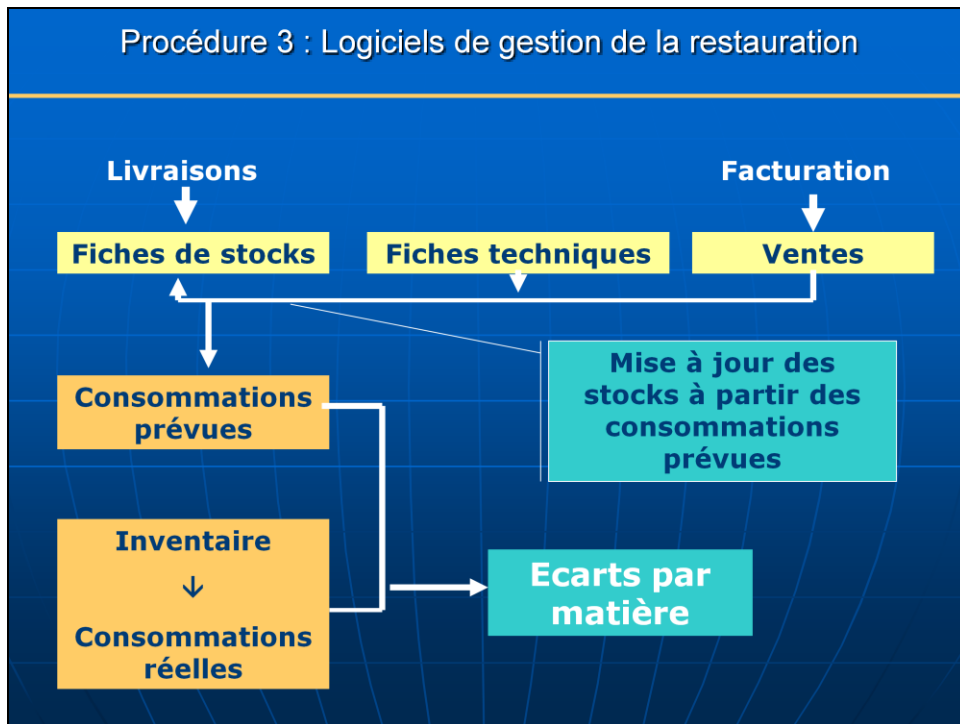 Procédure 3 : Logiciels de gestion de la restauration
Livraisons
Facturation
Fiches de stocks
Fiches techniques
Ventes
Mise à jour des
stocks à partir des
consommations
prévues
Consommations
prévues
Inventaire
Consommations
réelles
Ecarts par
matière